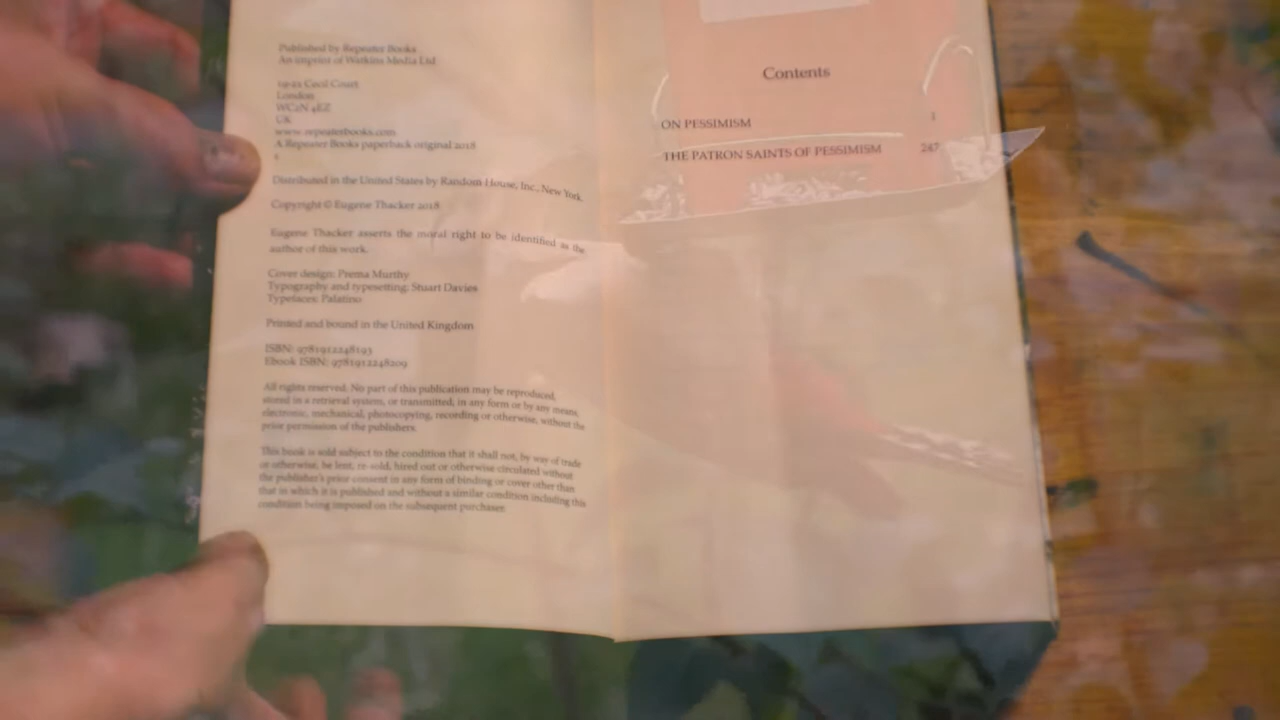 Published by Repeater Books
An imprint of Watkins Media Ltd
19-21 Cecil Court
London
WC2N 4EZ
UK
www.repeaterbooks.com
A Repeater Books paperback original 2018
1
Distributed in the United States by Random House, Inc., New York.
Copyright © Eugene Thacker 2018
Eugene Thacker asserts the moral right to be identified as the
author of this work.
Cover design: Prema Murthy
Typography and typesetting: Stuart Davies
Typefaces: Palatino
Printed and bound in the United Kingdom
ISBN: 9781912248193
Ebook ISBN: 9781912248209
All rights reserved. No part of this publication may be reproduced,
stored in a retrieval system, or transmitted, in any form or by any means,
electronic, mechanical, photocopying, recording or otherwise, without the
prior permission of the publishers.
This book is sold subject to the condition that it shall not, by way of trade
or otherwise, be lent, re-sold, hired out or otherwise circulated without
the publisher's prior consent in any form of binding or cover other than
that in which it is published and without a similar condition including this
condition being imposed on the subsequent purchaser.
Contents
ON PESSIMISM 1
THE PATRON SAINTS OF PESSIMISM 247